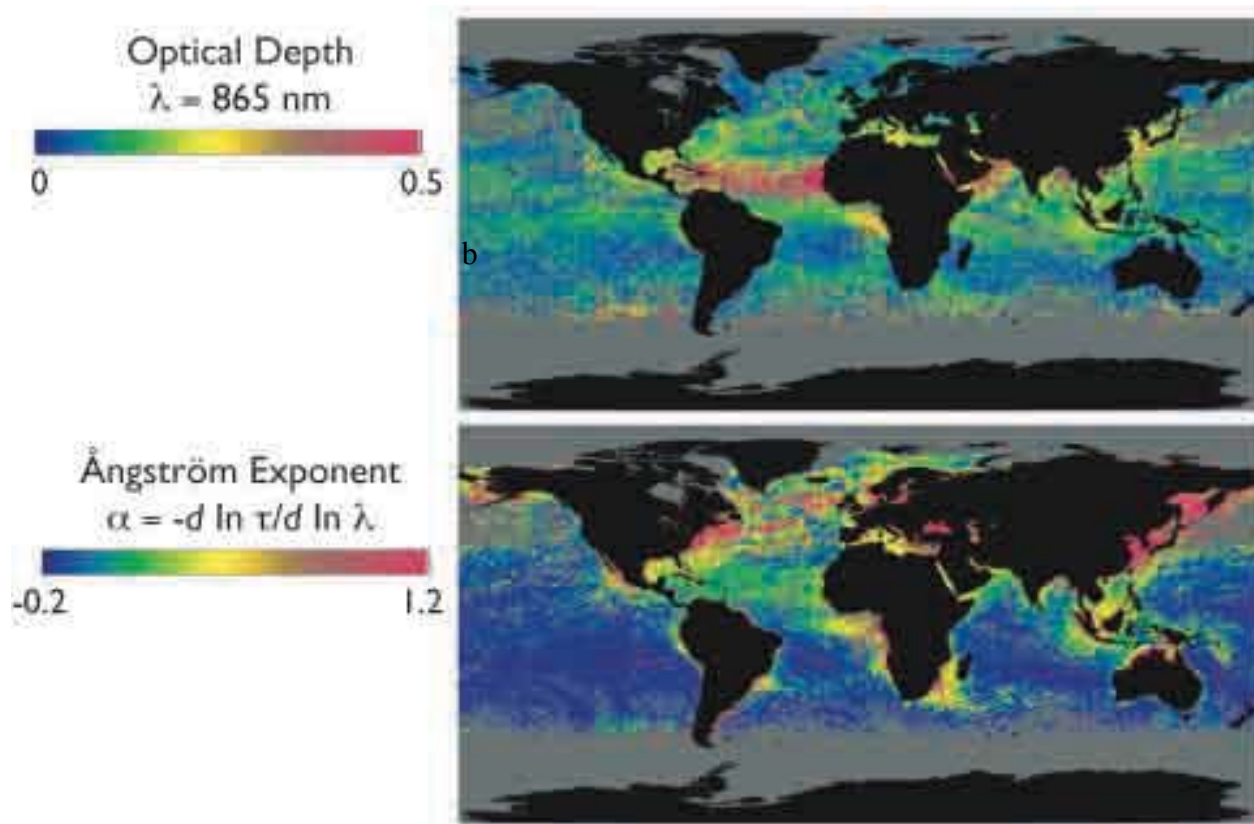 Optical Depth
λ = 865 nm
0 0.5
b
Ångström Exponent
α = -d ln τ/d ln λ
-0.2 1.2